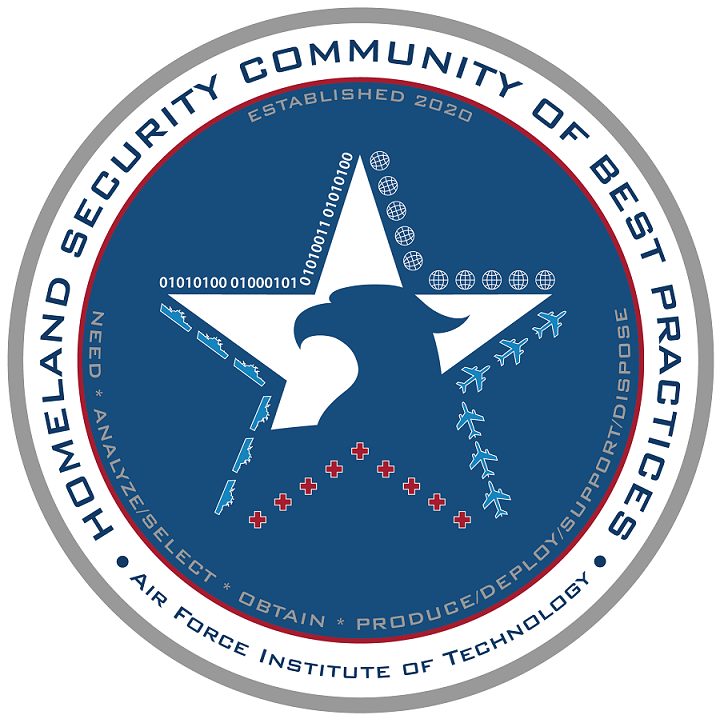 HOMELAND SECURITY COMMUNITY OF BEST PRACTICES
ESTABLISHED 2020
01010100 01000101
01010011 01010100
NEED * ANALYZE/SELECT * OBTAIN * PRODUCE/DEPLOY/SUPPORT/DISPOSE
• AIR FORCE INSTITUTE OF TECHNOLOGY •